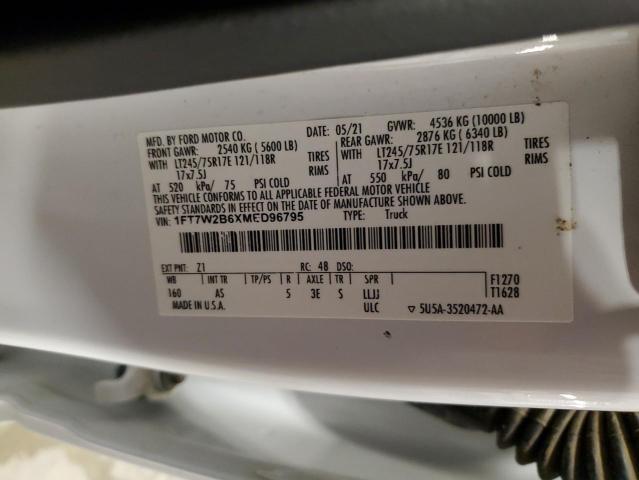 MFD. BY FORD MOTOR CO. DATE: 05/21 GVWR: 4536 KG (10000 LB)
FRONT GAWR: 2540 KG (5600 LB) REAR GAWR: 2876 KG (6340 LB)
WITH LT245/75R17E 121/118R TIRES WITH LT245/75R17E 121/118R TIRES
17x7.5J RIMS 17x7.5J RIMS
AT 520 kPa/ 75 PSI COLD AT 550 kPa/ 80 PSI COLD
THIS VEHICLE CONFORMS TO ALL APPLICABLE FEDERAL MOTOR VEHICLE
SAFETY STANDARDS IN EFFECT ON THE DATE OF MANUFACTURE SHOWN ABOVE.
VIN: 1FT7W2B6XMED96795 TYPE: Truck
EXT PNT: Z1 RC: 48 DSO:
WB INT TR TP/PS R AXLE TR SPR F1270
160 AS 5 3E S LLJJ T1628
MADE IN U.S.A. ULC ▽ 5U5A-3520472-AA